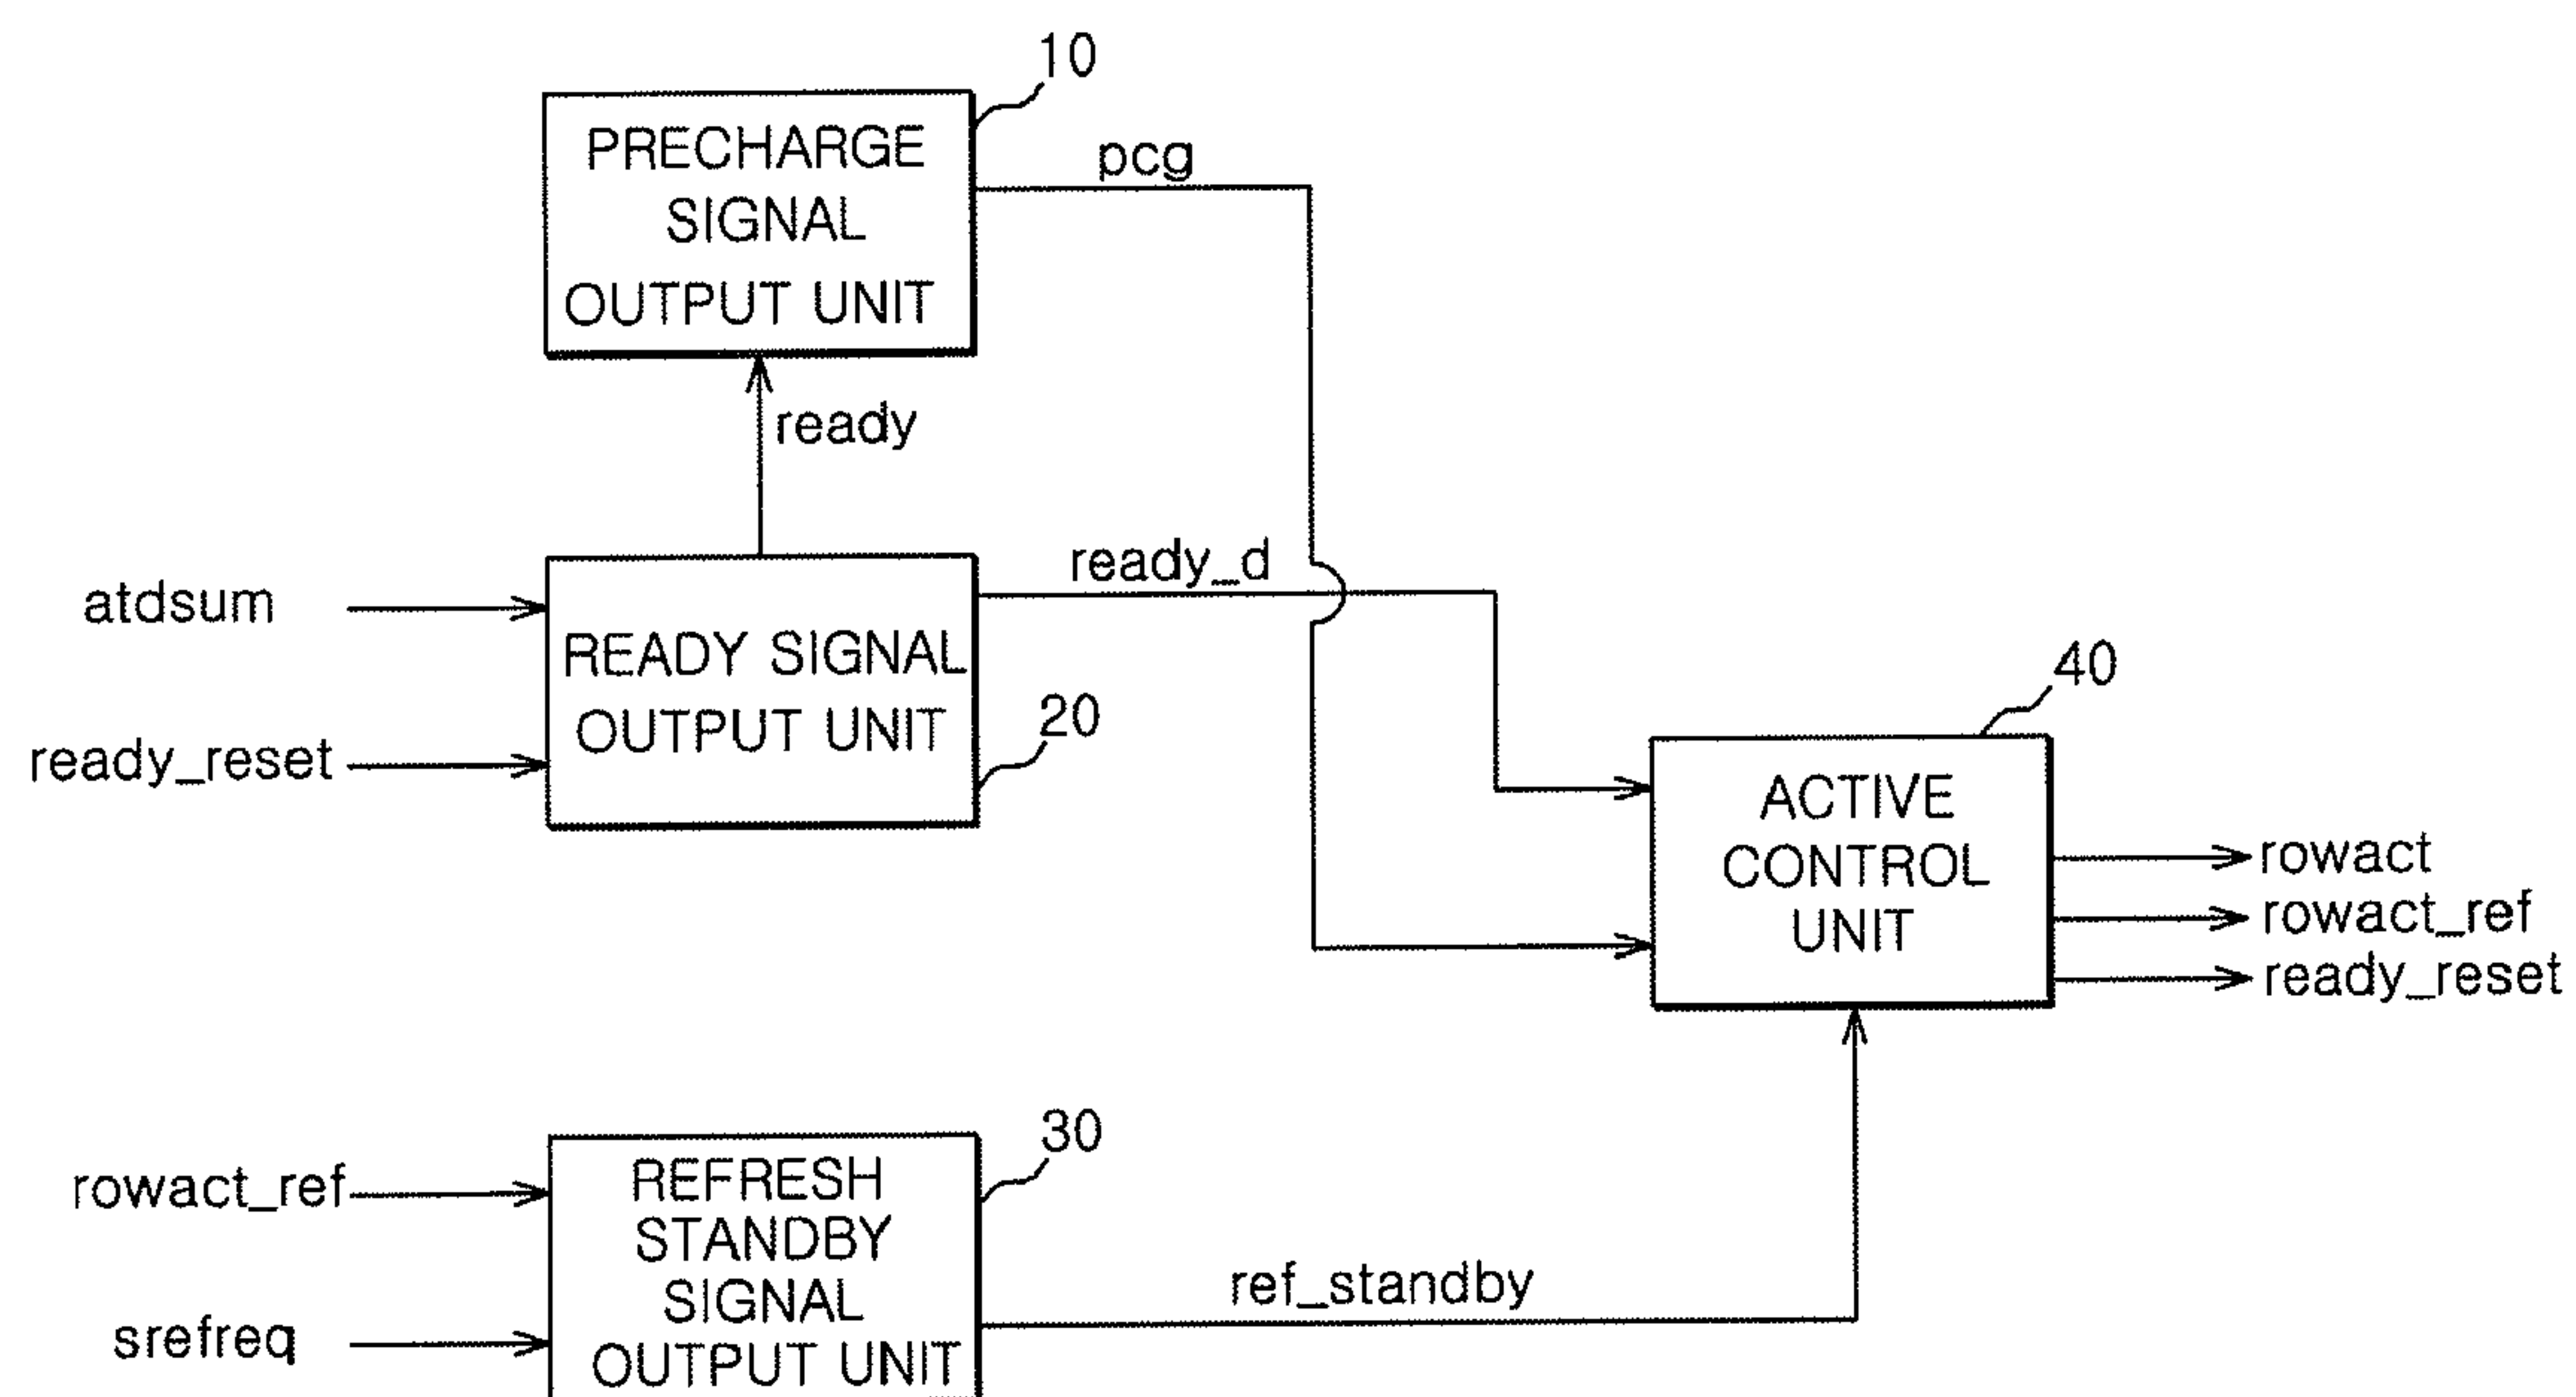 10
PRECHARGE
SIGNAL
OUTPUT UNIT
pcg
ready
ready_d
atdsum
READY SIGNAL
OUTPUT UNIT
ready_reset
20
40
ACTIVE
CONTROL
UNIT
rowact
rowact_ref
ready_reset
30
rowact_ref
REFRESH
STANDBY
SIGNAL
OUTPUT UNIT
srefreq
ref_standby